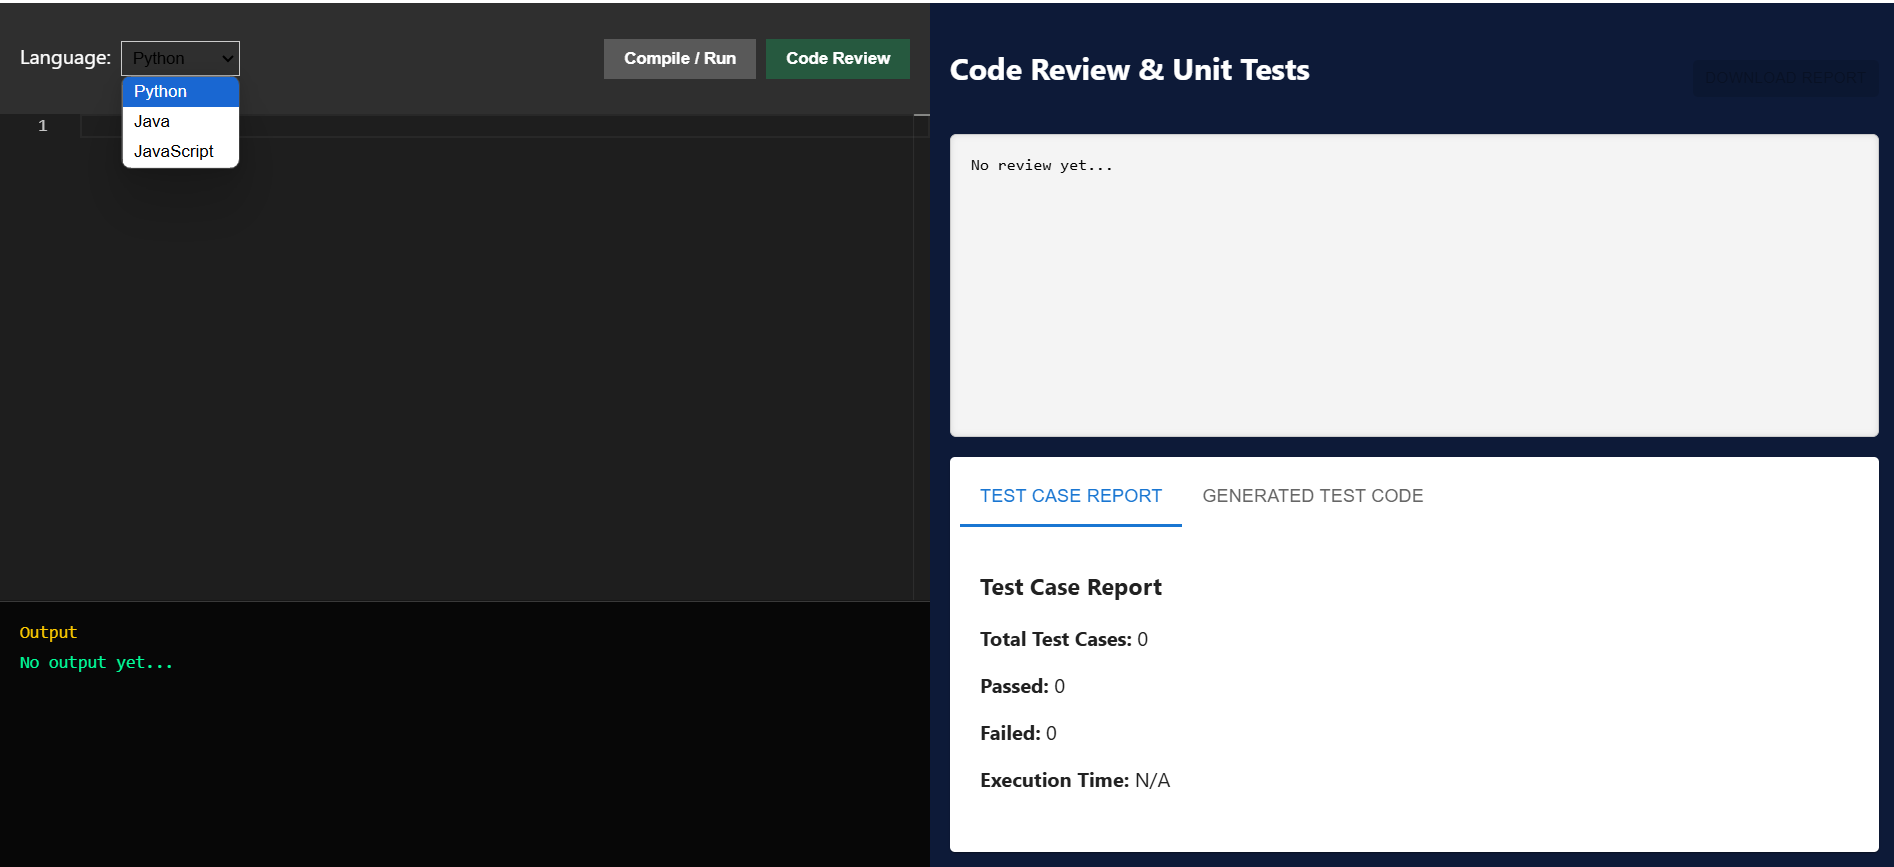 Language:
Python
Compile / Run
Code Review
Python
Java
JavaScript
1
Output
No output yet...
Code Review & Unit Tests
DOWNLOAD REPORT
No review yet...
TEST CASE REPORT
GENERATED TEST CODE
Test Case Report
Total Test Cases: 0
Passed: 0
Failed: 0
Execution Time: N/A